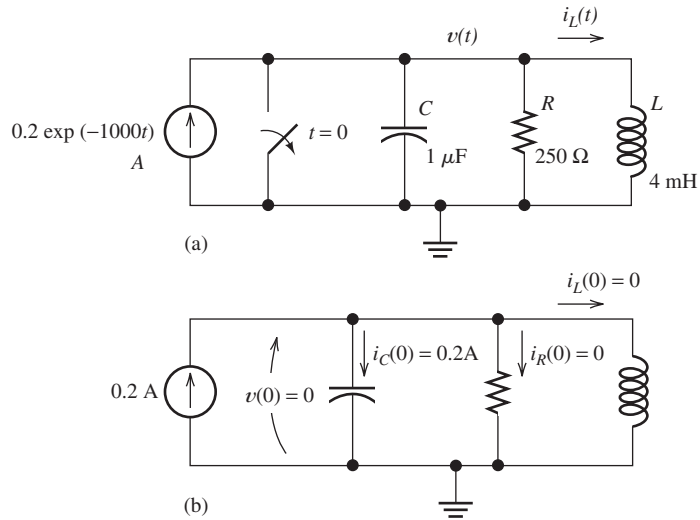 v(t)
i_L(t)
0.2 exp (−1000t)
A
t = 0
C
1 μF
R
250 Ω
L
4 mH
(a)
i_L(0) = 0
0.2 A
v(0) = 0
i_C(0) = 0.2A
i_R(0) = 0
(b)